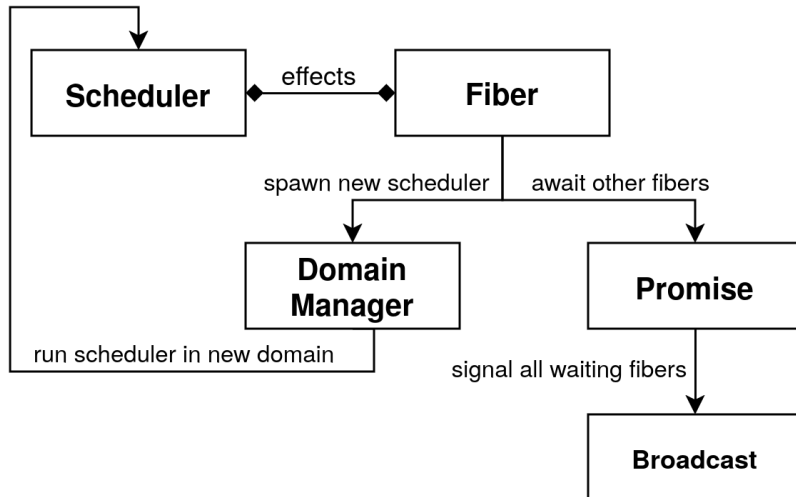 Scheduler
effects
Fiber
spawn new scheduler
await other fibers
Domain
Manager
Promise
run scheduler in new domain
signal all waiting fibers
Broadcast